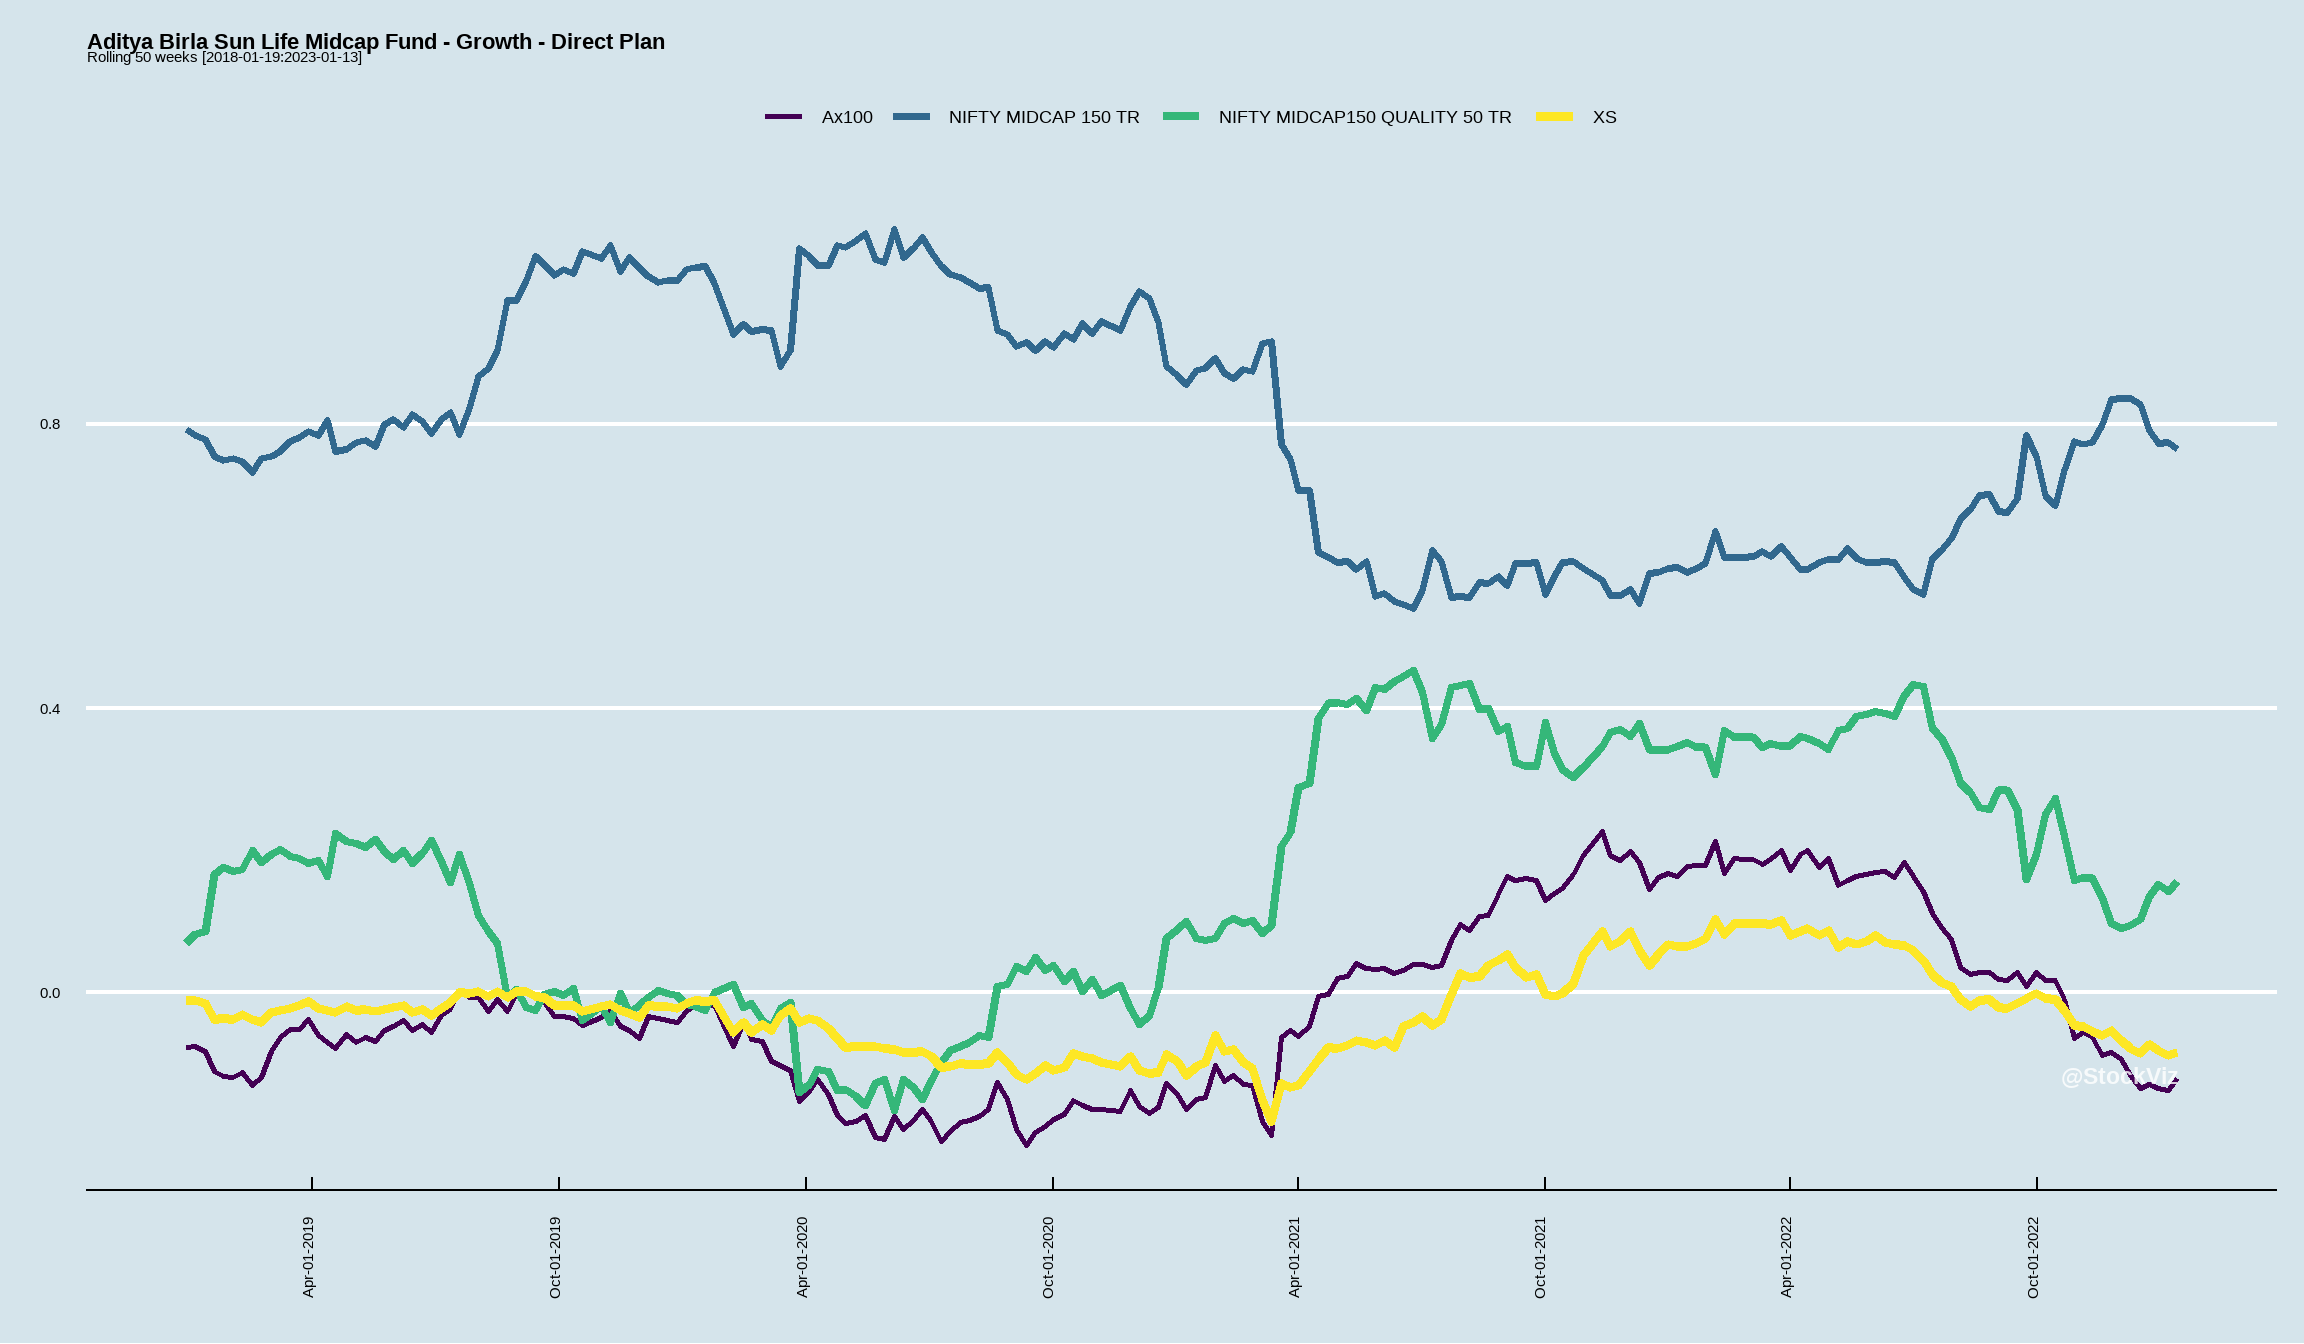 Aditya Birla Sun Life Midcap Fund - Growth - Direct Plan
Rolling 50 weeks [2018-01-19:2023-01-13]
Ax100 NIFTY MIDCAP 150 TR NIFTY MIDCAP150 QUALITY 50 TR XS
0.8
0.4
0.0
@StockViz
Apr-01-2019 Oct-01-2019 Apr-01-2020 Oct-01-2020 Apr-01-2021 Oct-01-2021 Apr-01-2022 Oct-01-2022